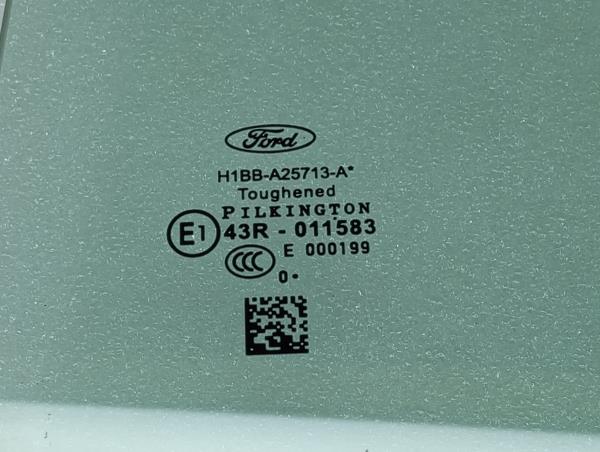 Ford
H1BB-A25713-A*
Toughened
PILKINGTON
E1 43R - 011583
CCC E 000199
0•